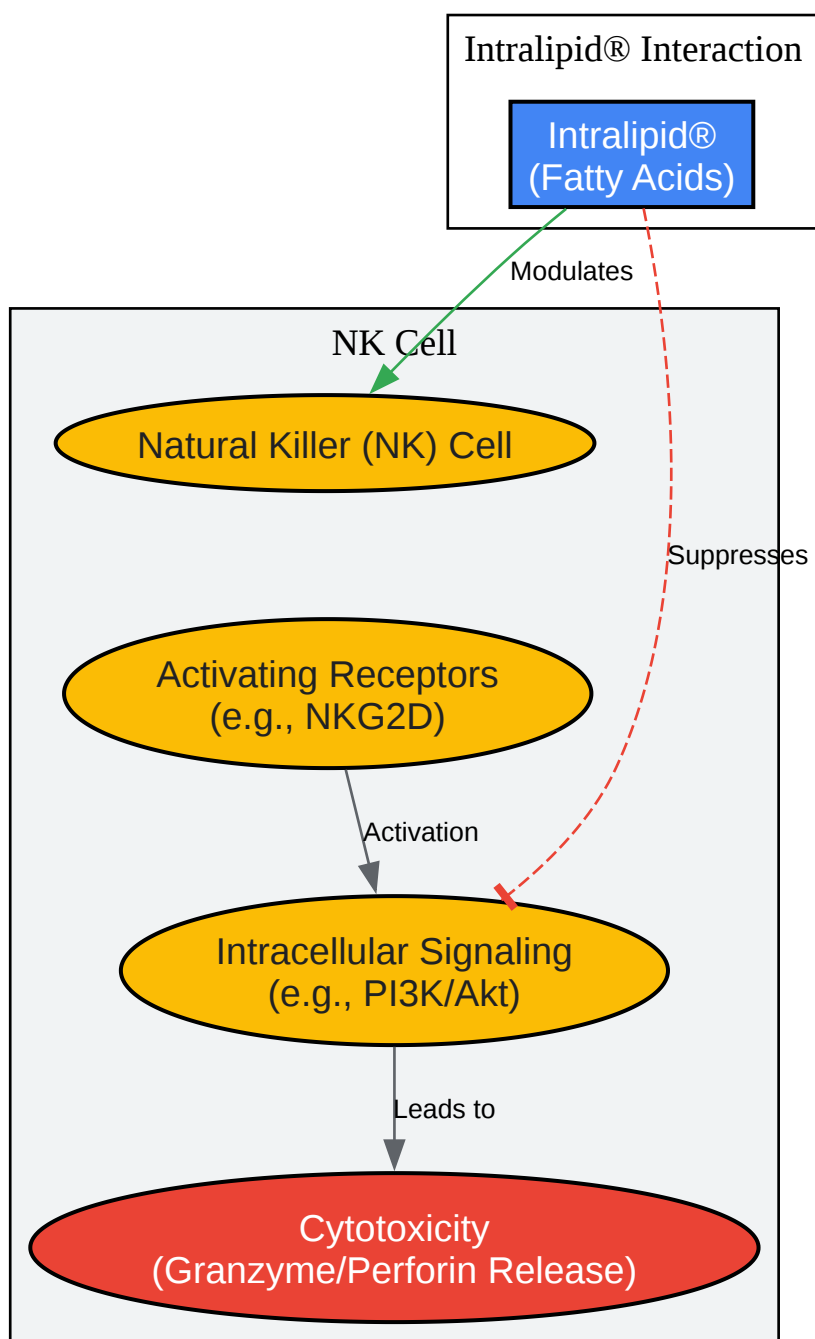 Intralipid® Interaction
Intralipid®
(Fatty Acids)
Modulates
NK Cell
Natural Killer (NK) Cell
Suppresses
Activating Receptors
(e.g., NKG2D)
Activation
Intracellular Signaling
(e.g., PI3K/Akt)
Leads to
Cytotoxicity
(Granzyme/Perforin Release)